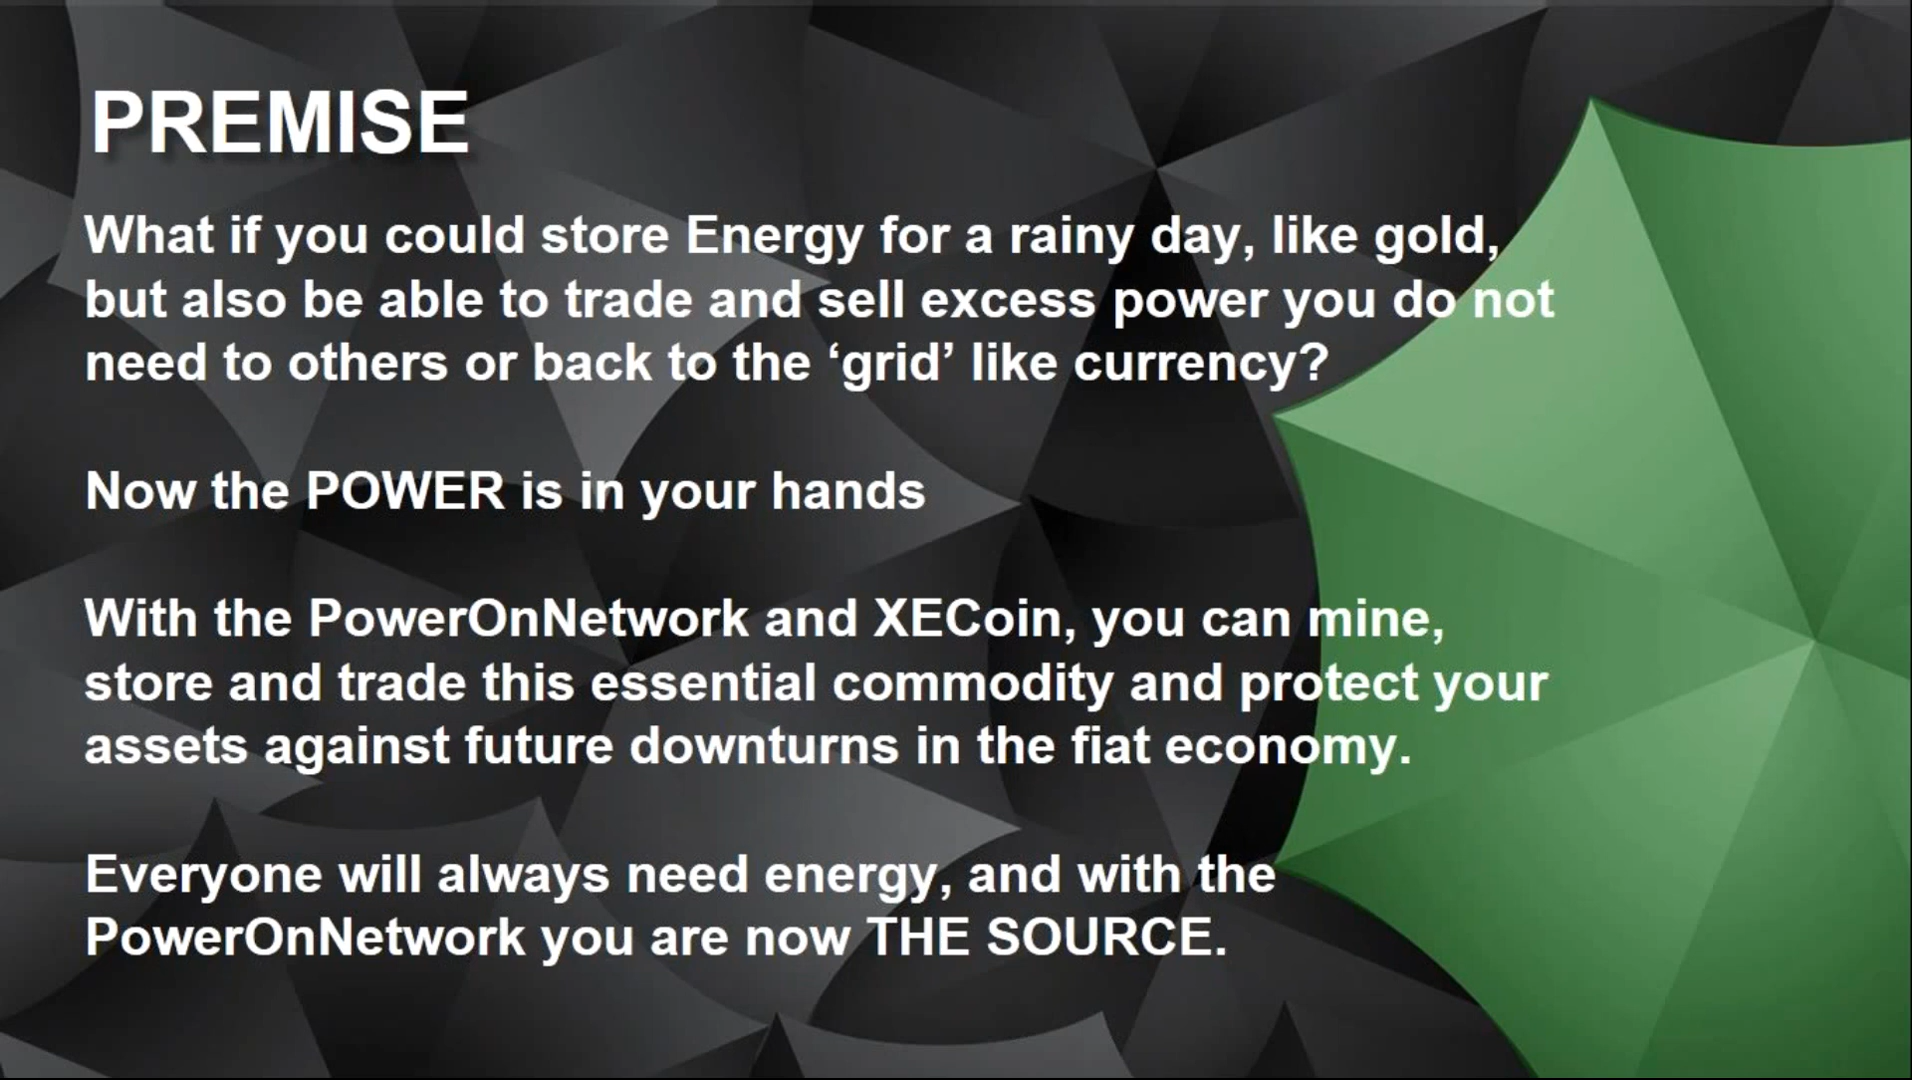 PREMISE
What if you could store Energy for a rainy day, like gold,
but also be able to trade and sell excess power you do not
need to others or back to the ‘grid’ like currency?
Now the POWER is in your hands
With the PowerOnNetwork and XECoin, you can mine,
store and trade this essential commodity and protect your
assets against future downturns in the fiat economy.
Everyone will always need energy, and with the
PowerOnNetwork you are now THE SOURCE.